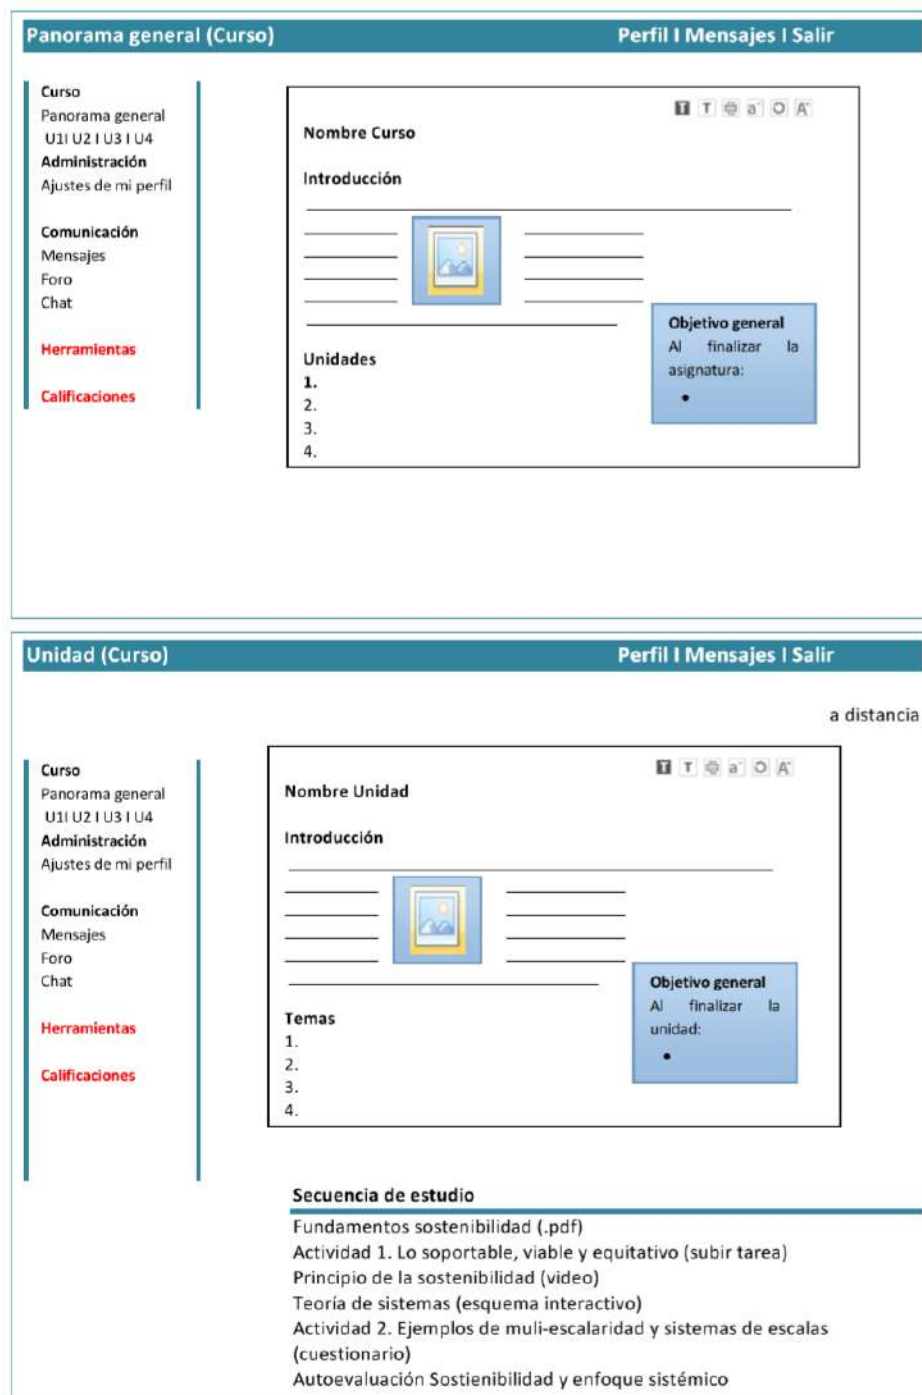 Panorama general (Curso)
Perfil I Mensajes I Salir
Curso
Panorama general
U1I U2 I U3 I U4
Administración
Ajustes de mi perfil
Comunicación
Mensajes
Foro
Chat
Herramientas
Calificaciones
T T a- A+
Nombre Curso
Introducción
Unidades
1.
2.
3.
4.
Objetivo general
Al finalizar la
asignatura:
•
Unidad (Curso)
Perfil I Mensajes I Salir
a distancia
Curso
Panorama general
U1I U2 I U3 I U4
Administración
Ajustes de mi perfil
Comunicación
Mensajes
Foro
Chat
Herramientas
Calificaciones
T T a- A+
Nombre Unidad
Introducción
Temas
1.
2.
3.
4.
Objetivo general
Al finalizar la
unidad:
•
Secuencia de estudio
Fundamentos sostenibilidad (.pdf)
Actividad 1. Lo soportable, viable y equitativo (subir tarea)
Principio de la sostenibilidad (video)
Teoría de sistemas (esquema interactivo)
Actividad 2. Ejemplos de muli-escalaridad y sistemas de escalas
(cuestionario)
Autoevaluación Sostienibilidad y enfoque sistémico